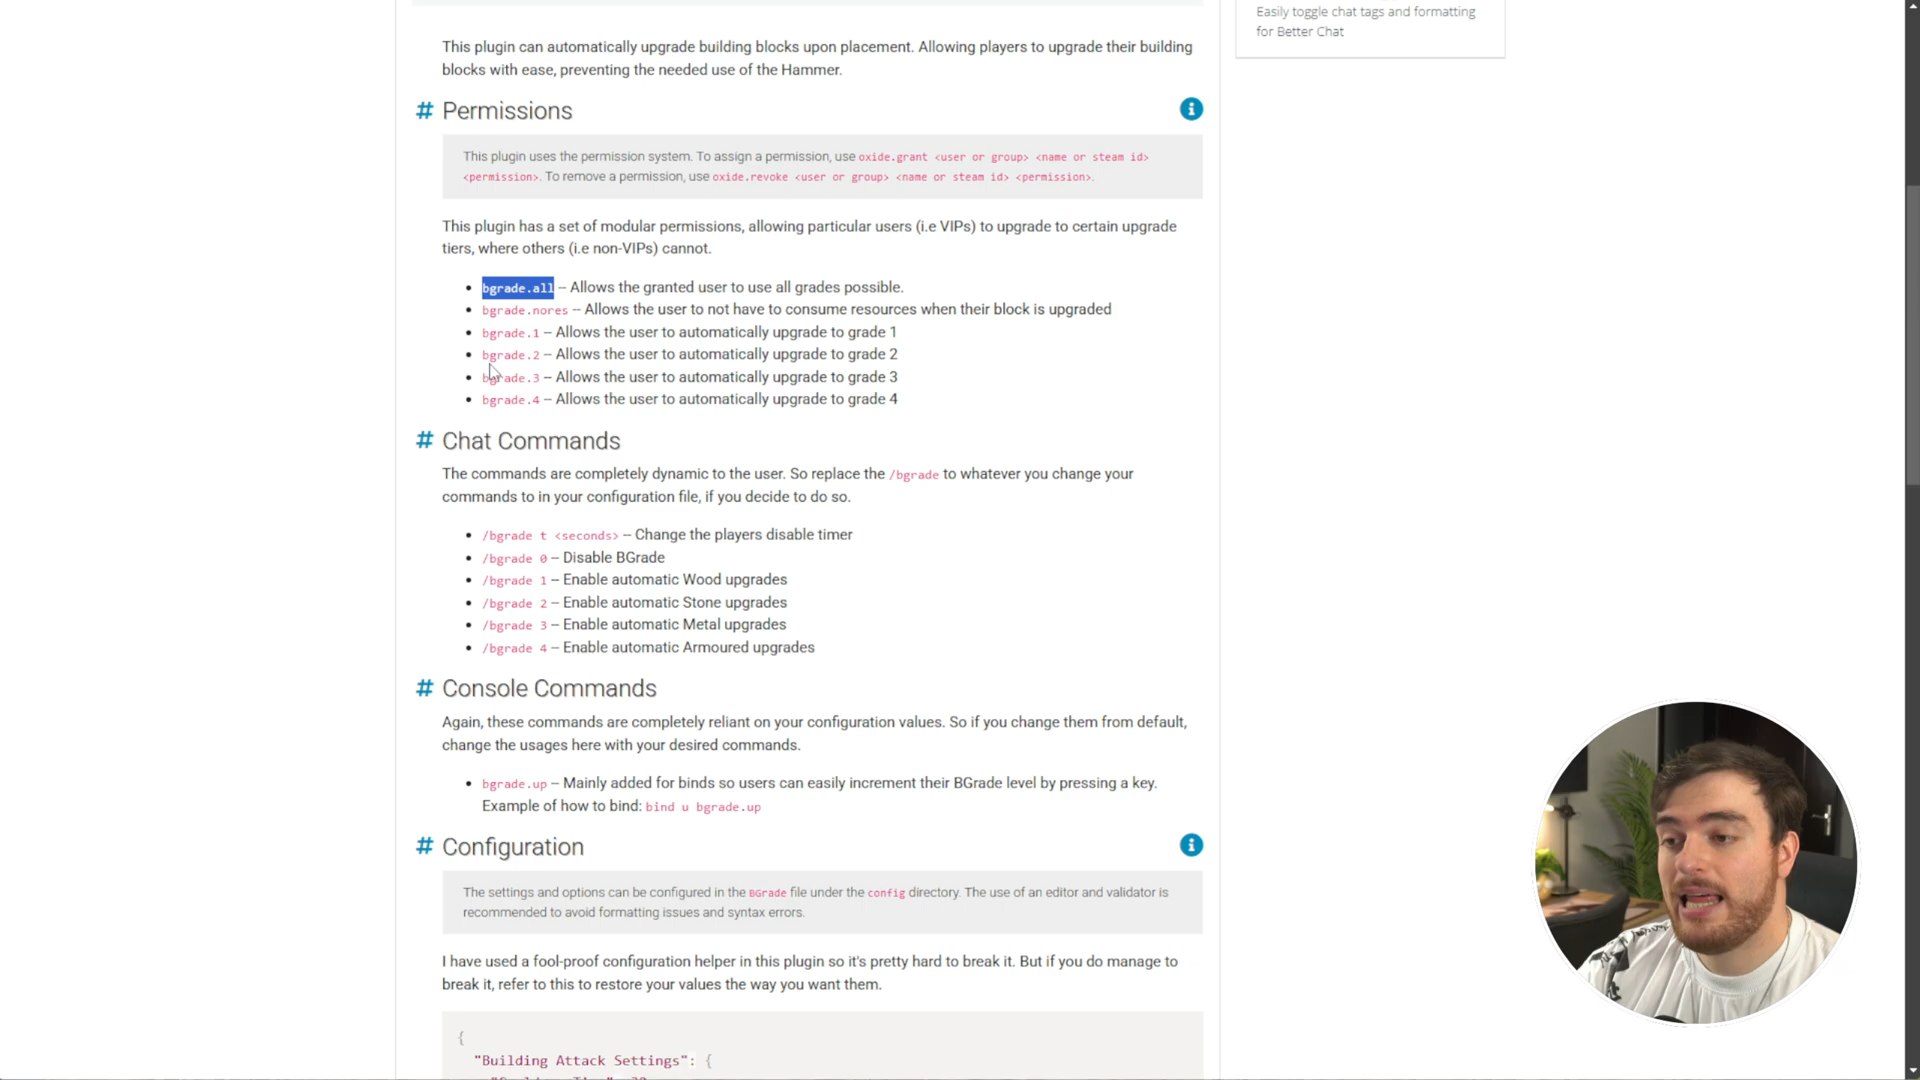 Easily toggle chat tags and formatting
for Better Chat
This plugin can automatically upgrade building blocks upon placement. Allowing players to upgrade their building
blocks with ease, preventing the needed use of the Hammer.
# Permissions
This plugin uses the permission system. To assign a permission, use oxide.grant <user or group> <name or steam id>
<permission>. To remove a permission, use oxide.revoke <user or group> <name or steam id> <permission>.
This plugin has a set of modular permissions, allowing particular users (i.e VIPs) to upgrade to certain upgrade
tiers, where others (i.e non-VIPs) cannot.
• bgrade.all – Allows the granted user to use all grades possible.
• bgrade.nores – Allows the user to not have to consume resources when their block is upgraded
• bgrade.1 – Allows the user to automatically upgrade to grade 1
• bgrade.2 – Allows the user to automatically upgrade to grade 2
• bgrade.3 – Allows the user to automatically upgrade to grade 3
• bgrade.4 – Allows the user to automatically upgrade to grade 4
# Chat Commands
The commands are completely dynamic to the user. So replace the /bgrade to whatever you change your
commands to in your configuration file, if you decide to do so.
• /bgrade t <seconds> – Change the players disable timer
• /bgrade 0 – Disable BGrade
• /bgrade 1 – Enable automatic Wood upgrades
• /bgrade 2 – Enable automatic Stone upgrades
• /bgrade 3 – Enable automatic Metal upgrades
• /bgrade 4 – Enable automatic Armoured upgrades
# Console Commands
Again, these commands are completely reliant on your configuration values. So if you change them from default,
change the usages here with your desired commands.
• bgrade.up – Mainly added for binds so users can easily increment their BGrade level by pressing a key.
Example of how to bind: bind u bgrade.up
# Configuration
The settings and options can be configured in the BGrade file under the config directory. The use of an editor and validator is
recommended to avoid formatting issues and syntax errors.
I have used a fool-proof configuration helper in this plugin so it's pretty hard to break it. But if you do manage to
break it, refer to this to restore your values the way you want them.
{
"Building Attack Settings": {